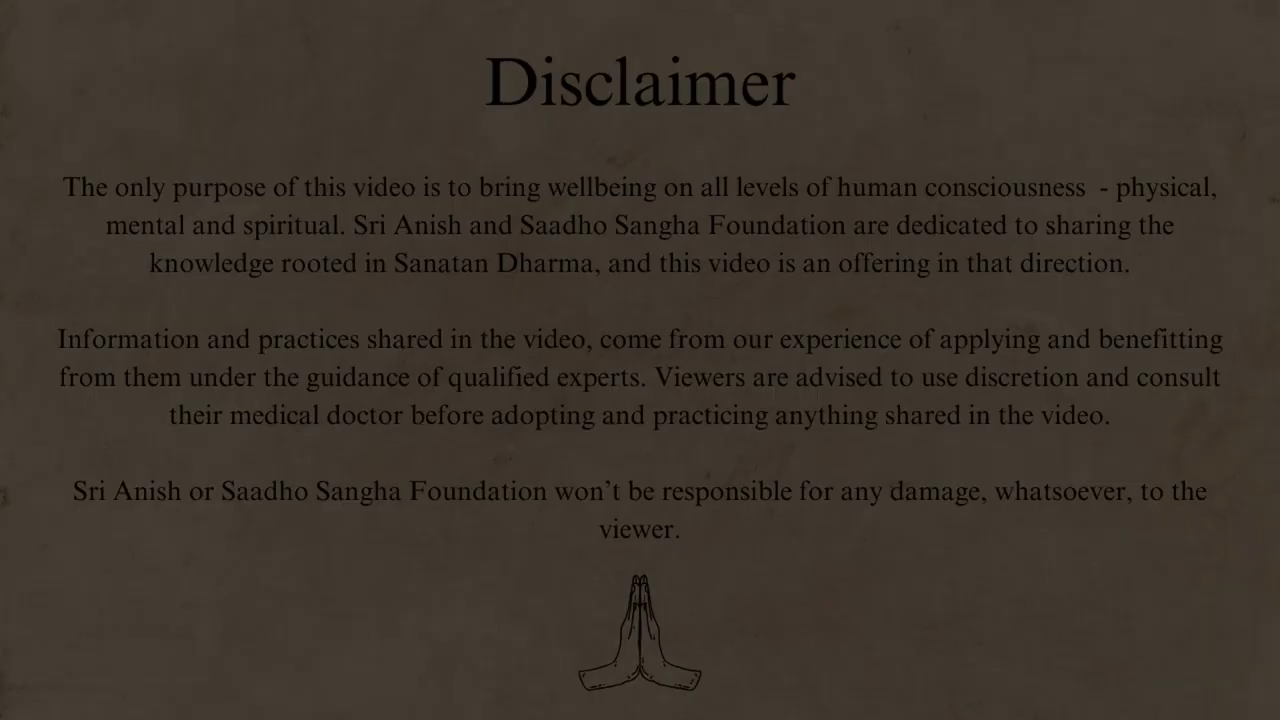 Disclaimer
The only purpose of this video is to bring wellbeing on all levels of human consciousness - physical,
mental and spiritual. Sri Anish and Saadho Sangha Foundation are dedicated to sharing the
knowledge rooted in Sanatan Dharma, and this video is an offering in that direction.
Information and practices shared in the video, come from our experience of applying and benefitting
from them under the guidance of qualified experts. Viewers are advised to use discretion and consult
their medical doctor before adopting and practicing anything shared in the video.
Sri Anish or Saadho Sangha Foundation won't be responsible for any damage, whatsoever, to the
viewer.